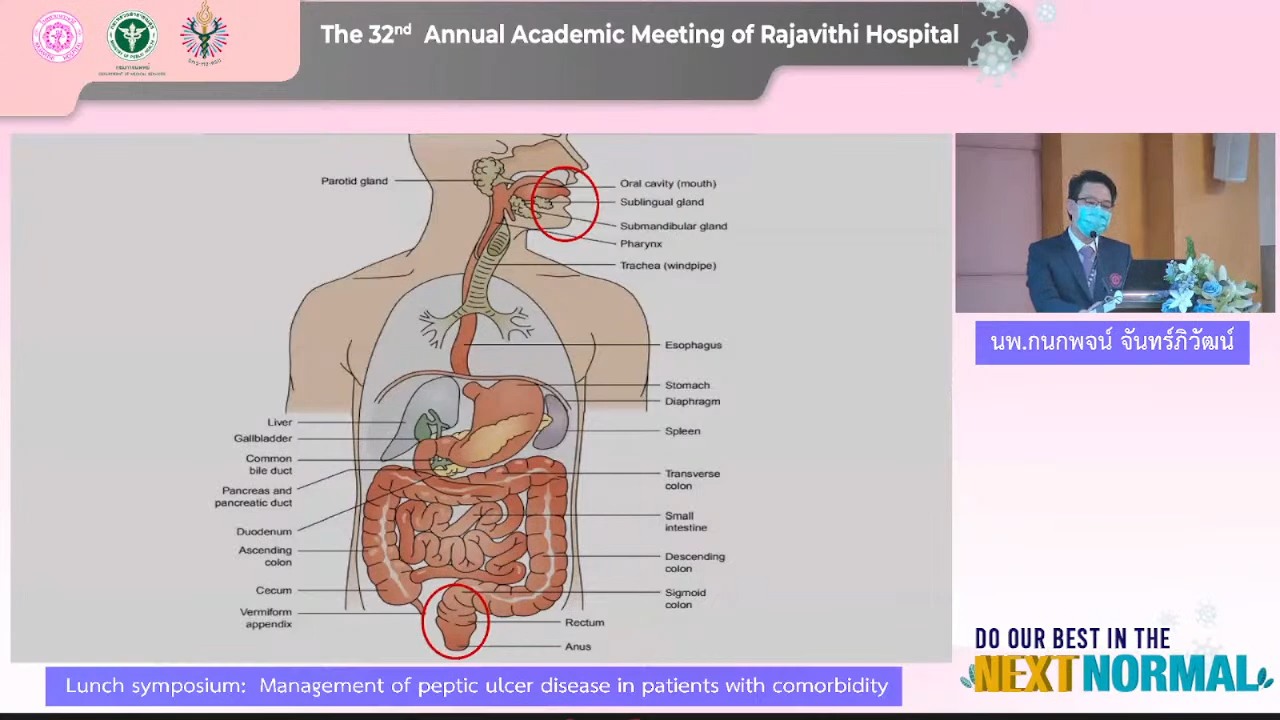 The 32nd Annual Academic Meeting of Rajavithi Hospital
Parotid gland
Oral cavity (mouth)
Sublingual gland
Submandibular gland
Pharynx
Trachea (windpipe)
Esophagus
Stomach
Diaphragm
Spleen
Transverse
colon
Small
intestine
Descending
colon
Sigmoid
colon
Rectum
Anus
Liver
Gallbladder
Common
bile duct
Pancreas and
pancreatic duct
Duodenum
Ascending
colon
Cecum
Vermiform
appendix
นพ.กนกพจน์ จันทร์ภิวัฒน์
DO OUR BEST IN THE
NEXT NORMAL
Lunch symposium: Management of peptic ulcer disease in patients with comorbidity